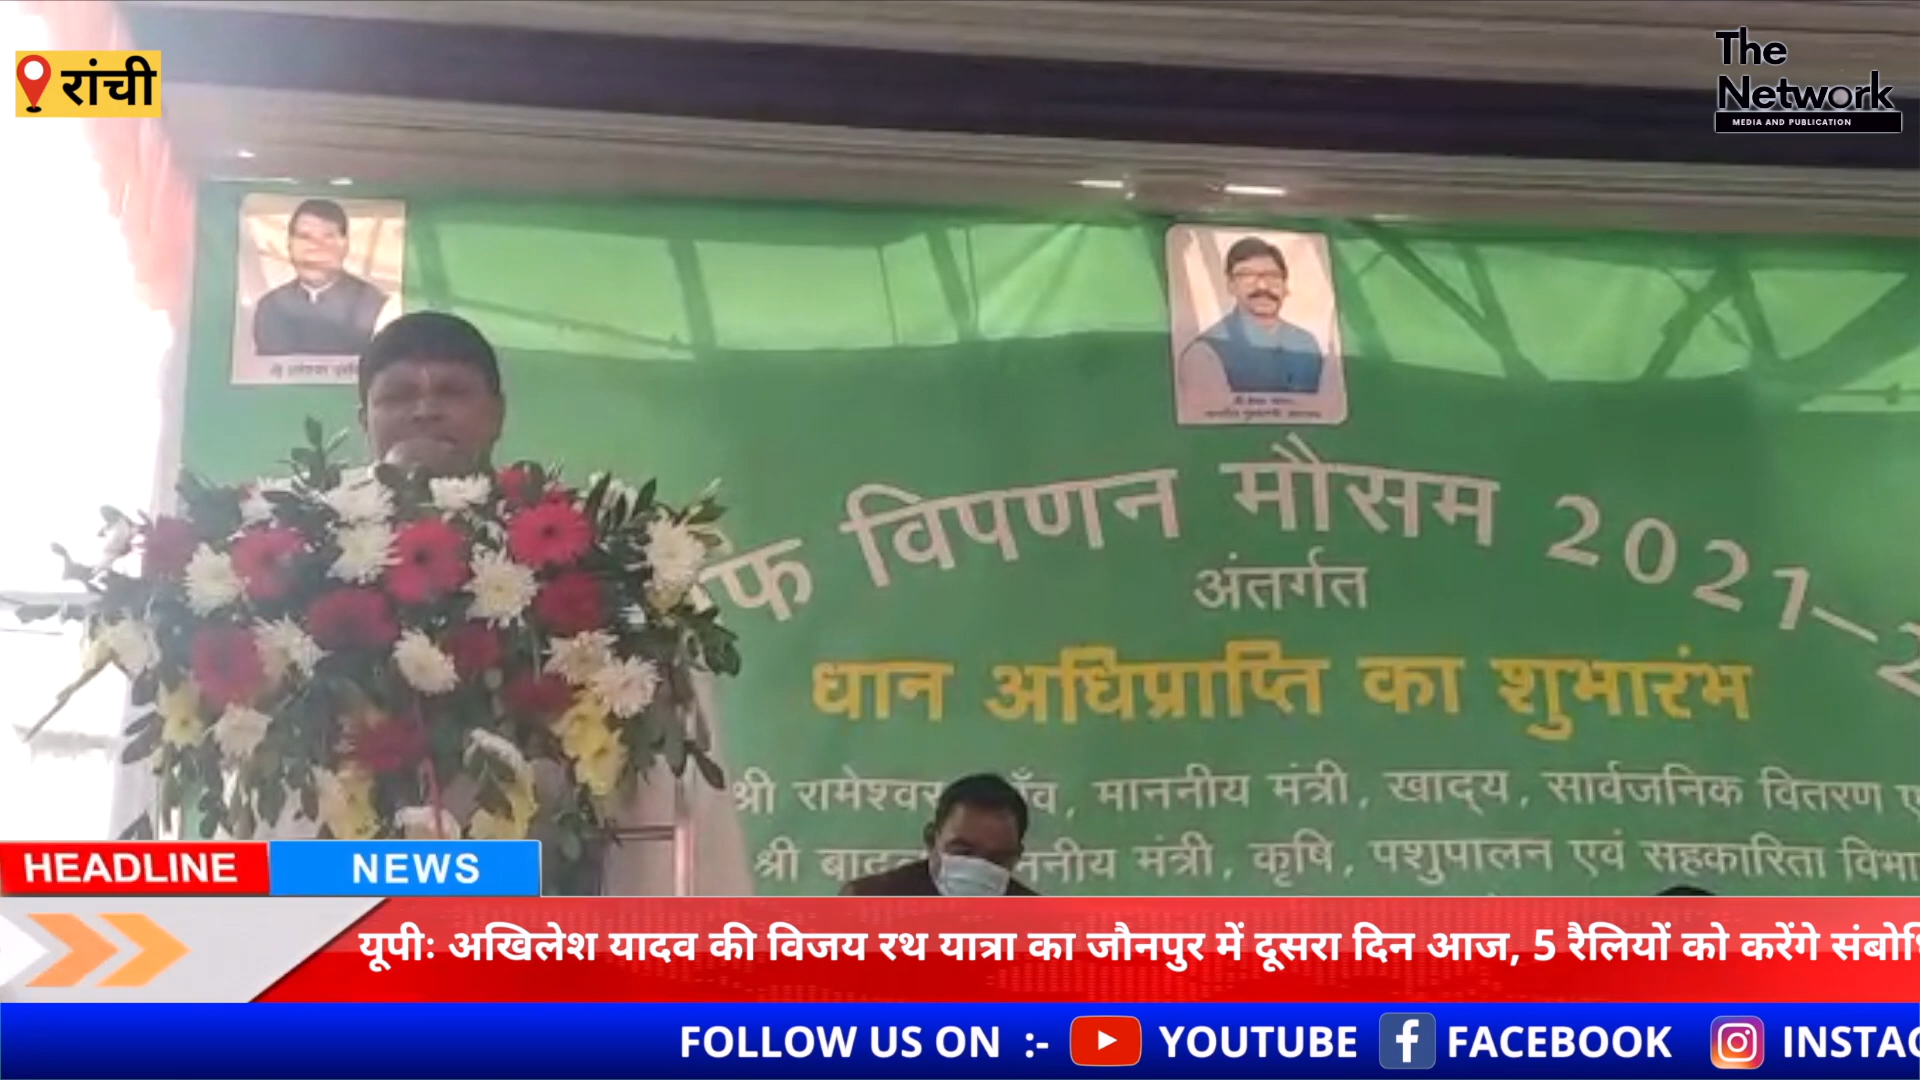 रांची
The
Network
MEDIA AND PUBLICATION
फ विपणन मौसम 2021-2
अंतर्गत
धान अधिप्राप्ति का शुभारंभ
श्री रामेश्वर माननीय मंत्री, खाद्य, सार्वजनिक वितरण
श्री मंत्री, कृषि, पशुपालन एवं सहकारिता
HEADLINE NEWS
यूपी: अखिलेश यादव की विजय रथ यात्रा का जौनपुर में दूसरा दिन आज, 5 रैलियों को करेंगे
FOLLOW US ON :- YOUTUBE FACEBOOK